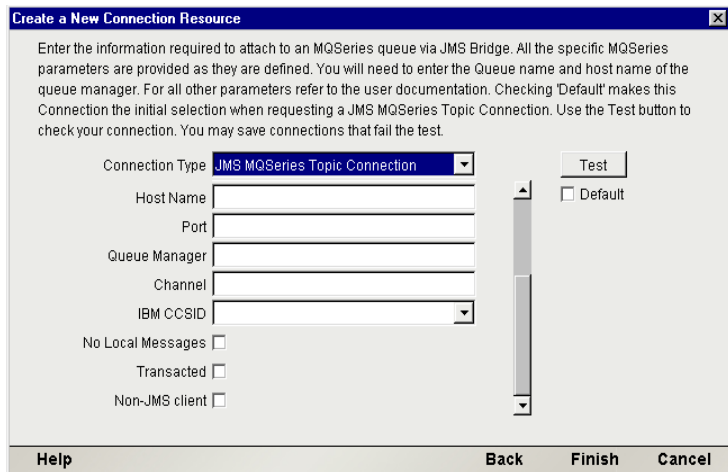 Create a New Connection Resource
Enter the information required to attach to an MQSeries queue via JMS Bridge. All the specific MQSeries
parameters are provided as they are defined. You will need to enter the Queue name and host name of the
queue manager. For all other parameters refer to the user documentation. Checking 'Default' makes this
Connection the initial selection when requesting a JMS MQSeries Topic Connection. Use the Test button to
check your connection. You may save connections that fail the test.
Connection Type JMS MQSeries Topic Connection Test
Host Name Default
Port
Queue Manager
Channel
IBM CCSID
No Local Messages
Transacted
Non-JMS client
Help Back Finish Cancel